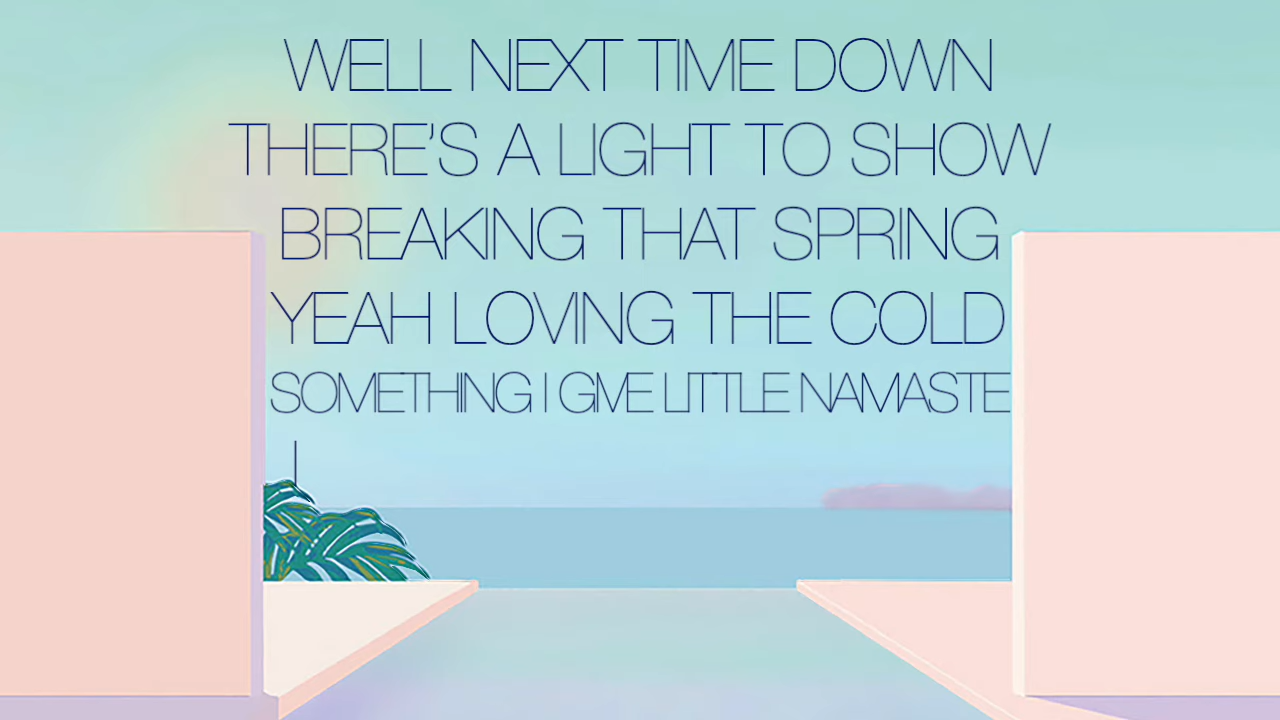 WELL NEXT TIME DOWN
THERE'S A LIGHT TO SHOW
BREAKING THAT SPRING
YEAH LOVING THE COLD
SOMETHING I GIVE LITTLE NAMASTE